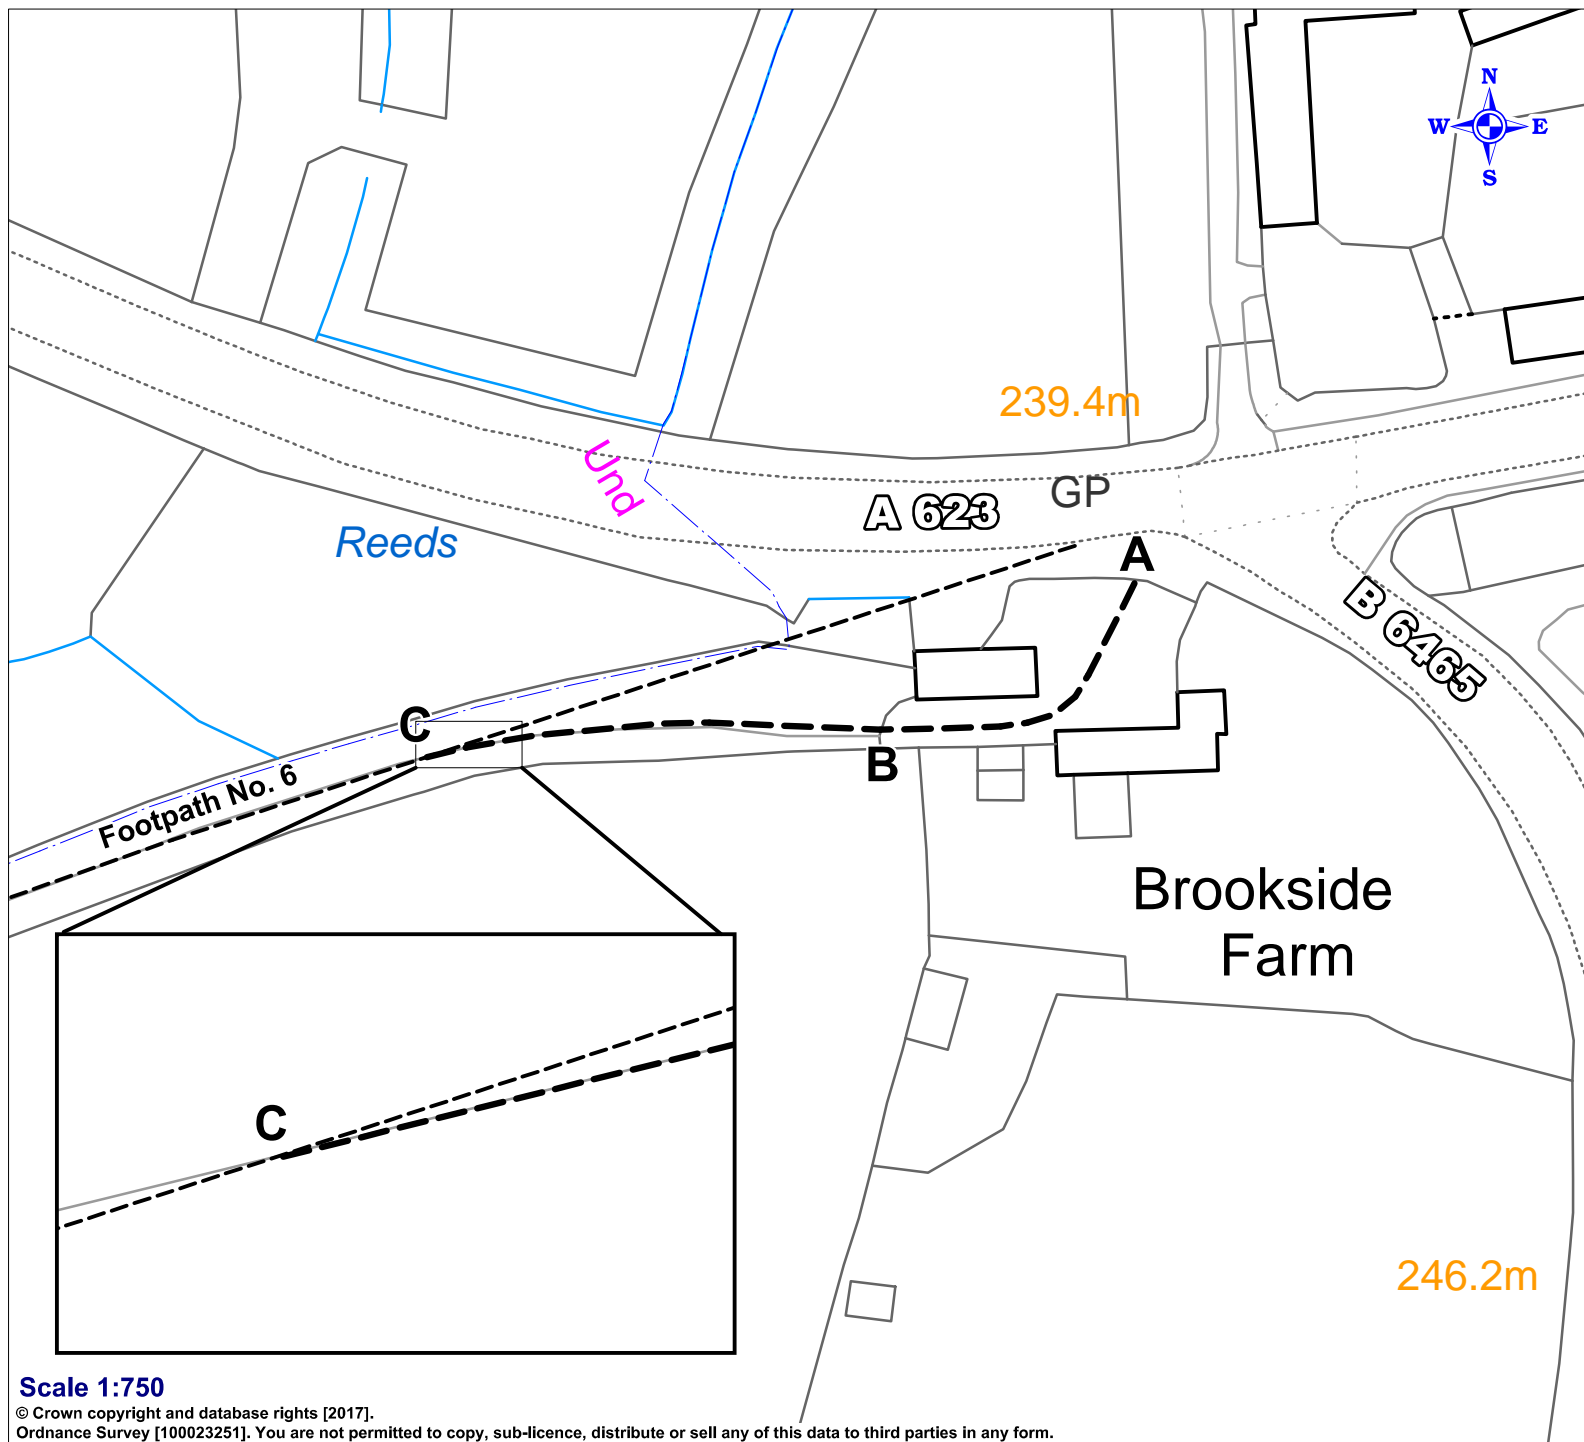 N
W E
S
239.4m
Und
GP
A 623
Reeds
A
B 6465
C
B
Footpath No. 6
Brookside
Farm
C
246.2m
Scale 1:750
© Crown copyright and database rights [2017].
Ordnance Survey [100023251]. You are not permitted to copy, sub-licence, distribute or sell any of this data to third parties in any form.